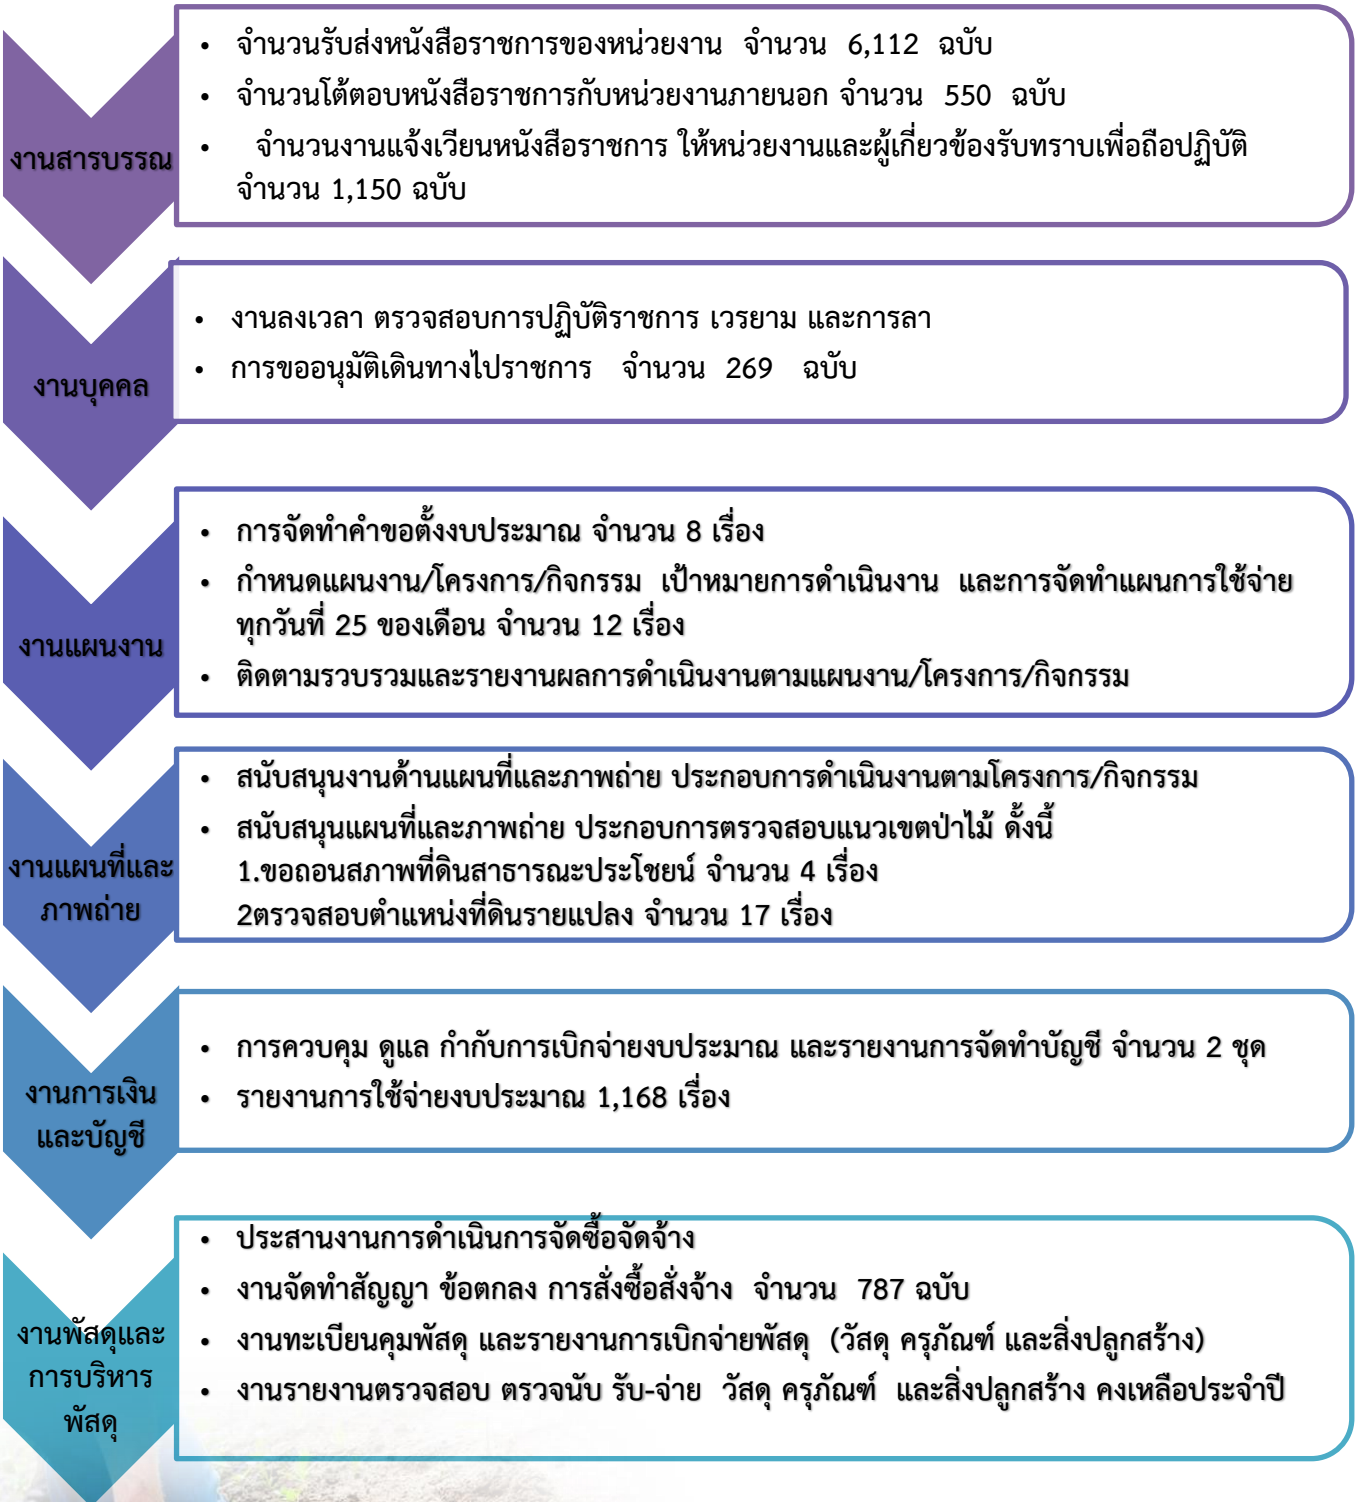 งานสารบรรณ
• จำนวนรับส่งหนังสือราชการของหน่วยงาน จำนวน 6,112 ฉบับ
• จำนวนโต้ตอบหนังสือราชการกับหน่วยงานภายนอก จำนวน 550 ฉบับ
• จำนวนงานแจ้งเวียนหนังสือราชการ ให้หน่วยงานและผู้เกี่ยวข้องรับทราบเพื่อถือปฏิบัติ
จำนวน 1,150 ฉบับ
งานบุคคล
• งานลงเวลา ตรวจสอบการปฏิบัติราชการ เวรยาม และการลา
• การขออนุมัติเดินทางไปราชการ จำนวน 269 ฉบับ
งานแผนงาน
• การจัดทำคำขอตั้งงบประมาณ จำนวน 8 เรื่อง
• กำหนดแผนงาน/โครงการ/กิจกรรม เป้าหมายการดำเนินงาน และการจัดทำแผนการใช้จ่าย
ทุกวันที่ 25 ของเดือน จำนวน 12 เรื่อง
• ติดตามรวบรวมและรายงานผลการดำเนินงานตามแผนงาน/โครงการ/กิจกรรม
งานแผนที่และ
ภาพถ่าย
• สนับสนุนงานด้านแผนที่และภาพถ่าย ประกอบการดำเนินงานตามโครงการ/กิจกรรม
• สนับสนุนแผนที่และภาพถ่าย ประกอบการตรวจสอบแนวเขตป่าไม้ ดั้งนี้
1.ขอถอนสภาพที่ดินสาธารณะประโชยน์ จำนวน 4 เรื่อง
2ตรวจสอบตำแหน่งที่ดินรายแปลง จำนวน 17 เรื่อง
งานการเงิน
และบัญชี
• การควบคุม ดูแล กำกับการเบิกจ่ายงบประมาณ และรายงานการจัดทำบัญชี จำนวน 2 ชุด
• รายงานการใช้จ่ายงบประมาณ 1,168 เรื่อง
งานพัสดุและ
การบริหาร
พัสดุ
• ประสานงานการดำเนินการจัดซื้อจัดจ้าง
• งานจัดทำสัญญา ข้อตกลง การสั่งซื้อสั่งจ้าง จำนวน 787 ฉบับ
• งานทะเบียนคุมพัสดุ และรายงานการเบิกจ่ายพัสดุ (วัสดุ ครุภัณฑ์ และสิ่งปลูกสร้าง)
• งานรายงานตรวจสอบ ตรวจนับ รับ-จ่าย วัสดุ ครุภัณฑ์ และสิ่งปลูกสร้าง คงเหลือประจำปี